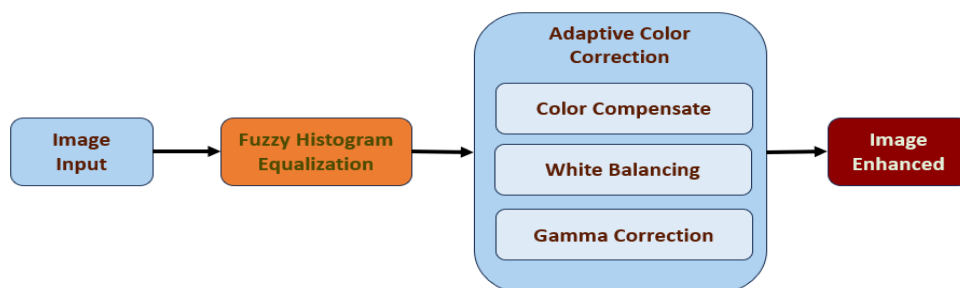 Image
Input
Fuzzy Histogram
Equalization
Adaptive Color
Correction
Color Compensate
White Balancing
Gamma Correction
Image
Enhanced